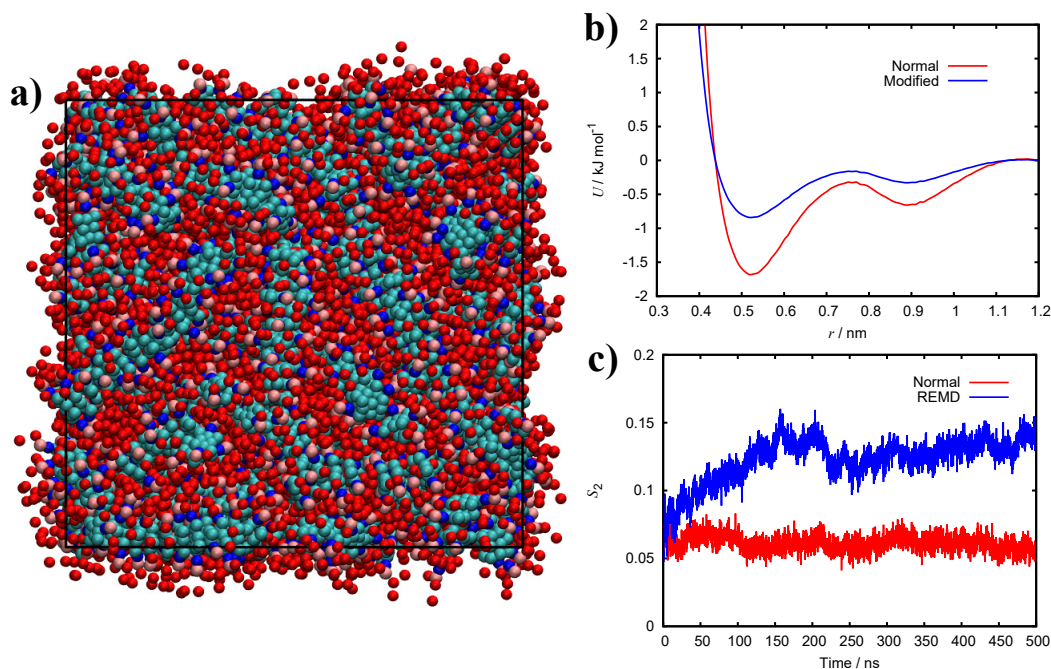 a)
b)
2
1.5
1
0.5
0
-0.5
-1
-1.5
-2
U / kJ mol-1
Normal
Modified
0.3 0.4 0.5 0.6 0.7 0.8 0.9 1 1.1 1.2
r / nm
c)
0.2
0.15
0.1
0.05
0
S2
Normal
REMD
0 50 100 150 200 250 300 350 400 450 500
Time / ns